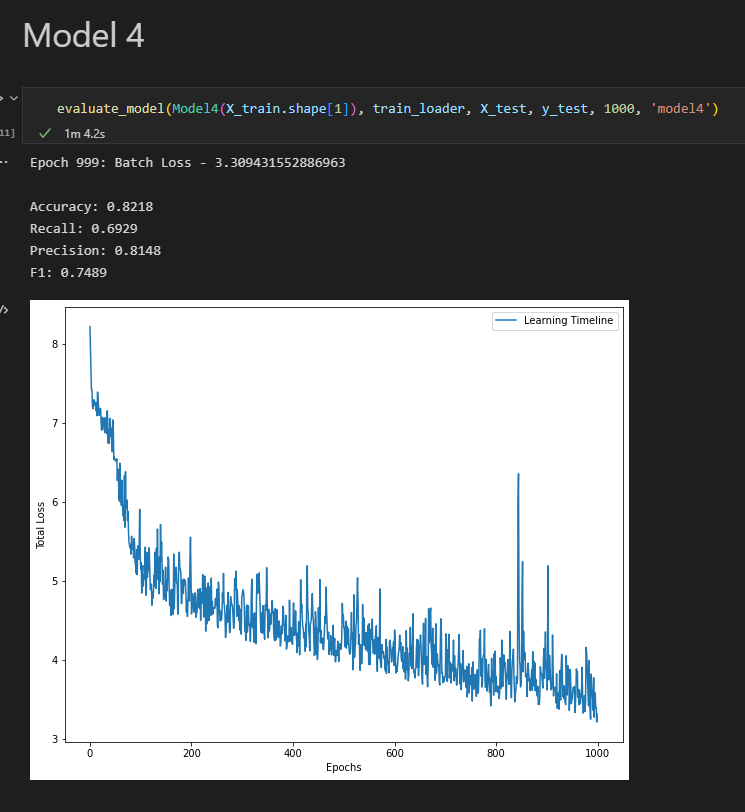 Model 4
evaluate_model(Model4(X_train.shape[1]), train_loader, X_test, y_test, 1000, 'model4')
11]
1m 4.2s
Epoch 999: Batch Loss - 3.309431552886963
Accuracy: 0.8218
Recall: 0.6929
Precision: 0.8148
F1: 0.7489
Learning Timeline
8
7
6
5
4
3
Total Loss
0 200 400 600 800 1000
Epochs